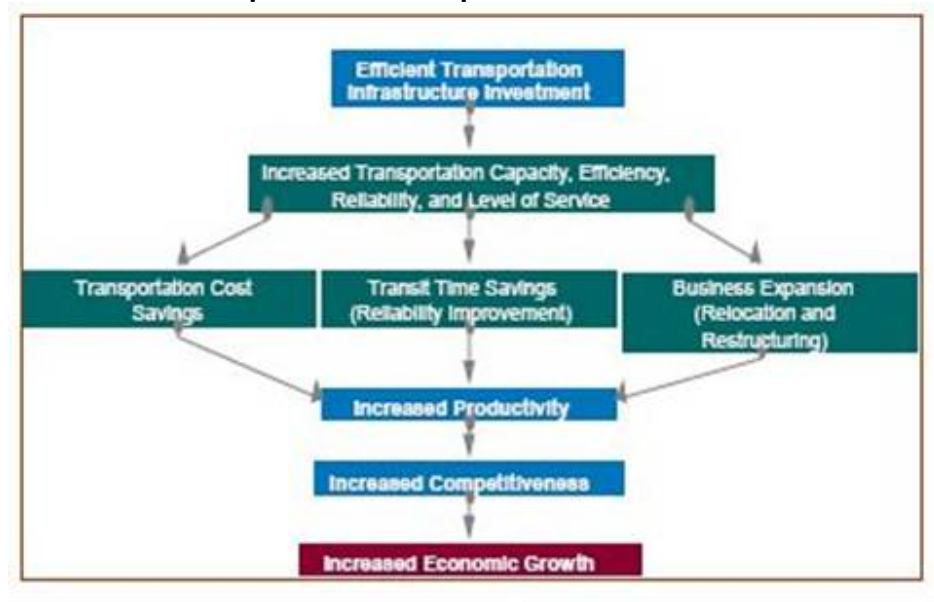 Efficient Transportation
Infrastructure Investment
Increased Transportation Capacity, Efficiency,
Reliability, and Level of Service
Transportation Cost
Savings
Transit Time Savings
(Reliability Improvement)
Business Expansion
(Relocation and
Restructuring)
Increased Productivity
Increased Competitiveness
Increased Economic Growth